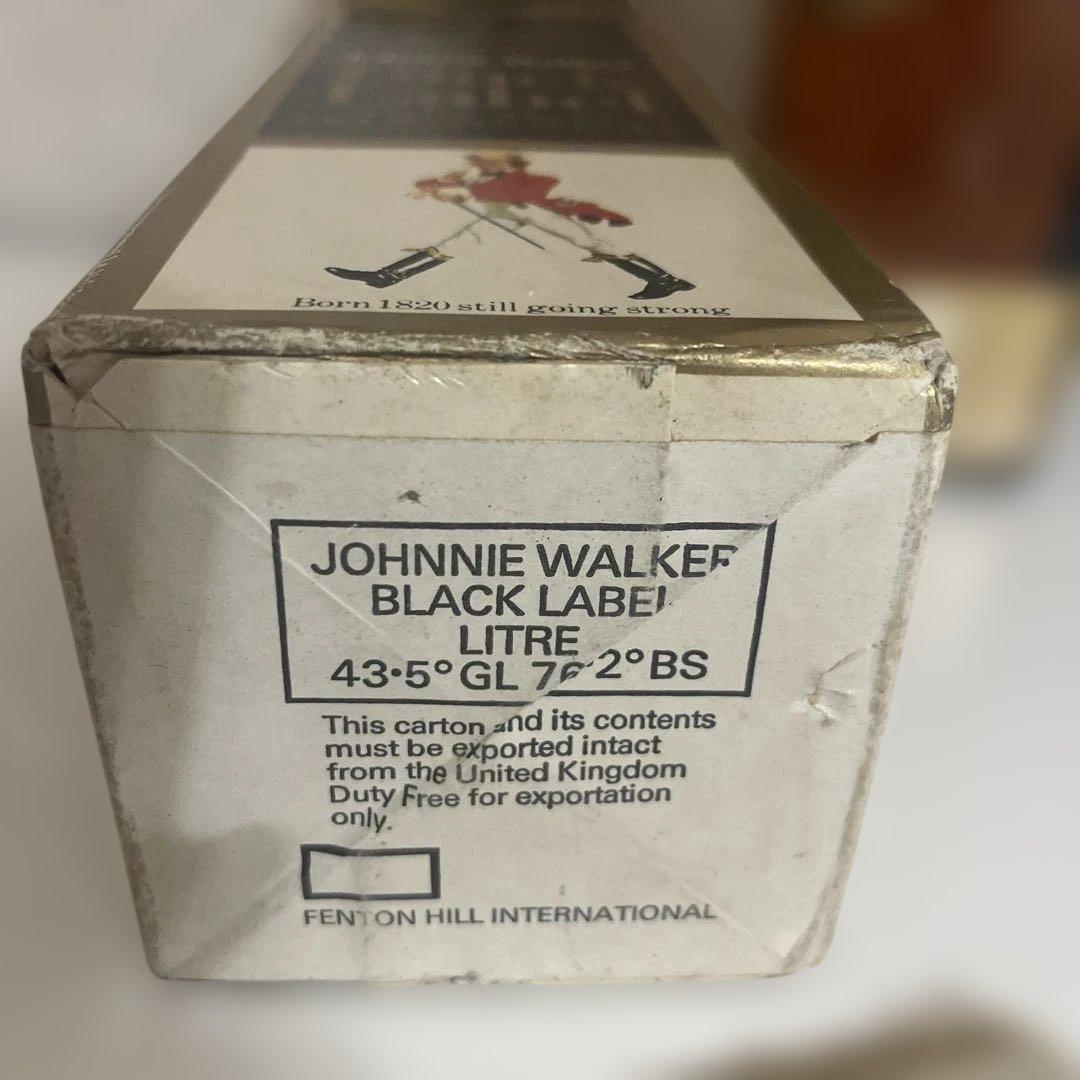 Born 1820 still going strong
JOHNNIE WALKER
BLACK LABEL
LITRE
43·5° GL 76·2° BS
This carton and its contents
must be exported intact
from the United Kingdom
Duty Free for exportation
only.
FENTON HILL INTERNATIONAL